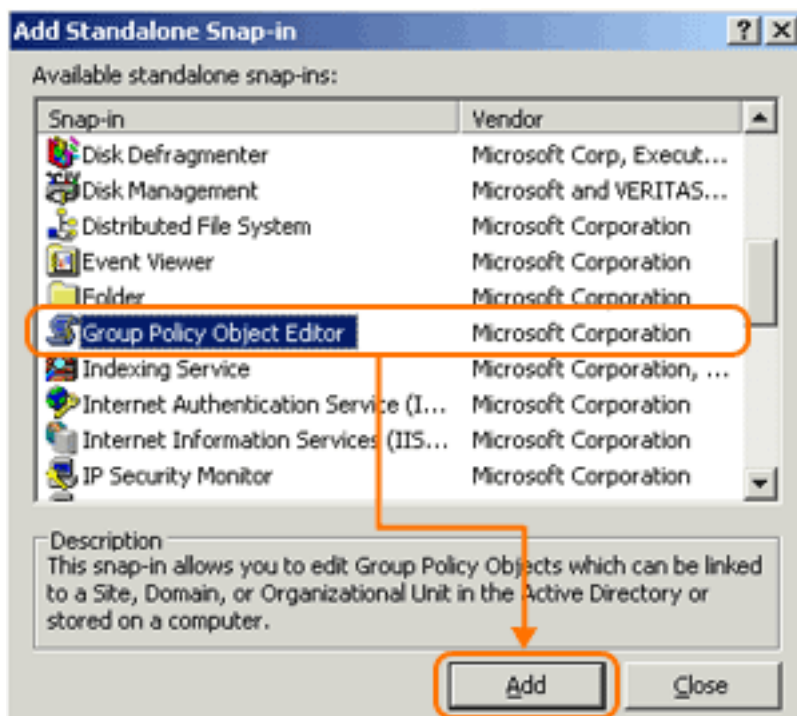 Add Standalone Snap-in
Available standalone snap-ins:
Snap-in Vendor
Disk Defragmenter Microsoft Corp, Execut...
Disk Management Microsoft and VERITAS...
Distributed File System Microsoft Corporation
Event Viewer Microsoft Corporation
Folder Microsoft Corporation
Group Policy Object Editor Microsoft Corporation
Indexing Service Microsoft Corporation, ...
Internet Authentication Service (I... Microsoft Corporation
Internet Information Services (IIS... Microsoft Corporation
IP Security Monitor Microsoft Corporation
Description
This snap-in allows you to edit Group Policy Objects which can be linked
to a Site, Domain, or Organizational Unit in the Active Directory or
stored on a computer.
Add Close